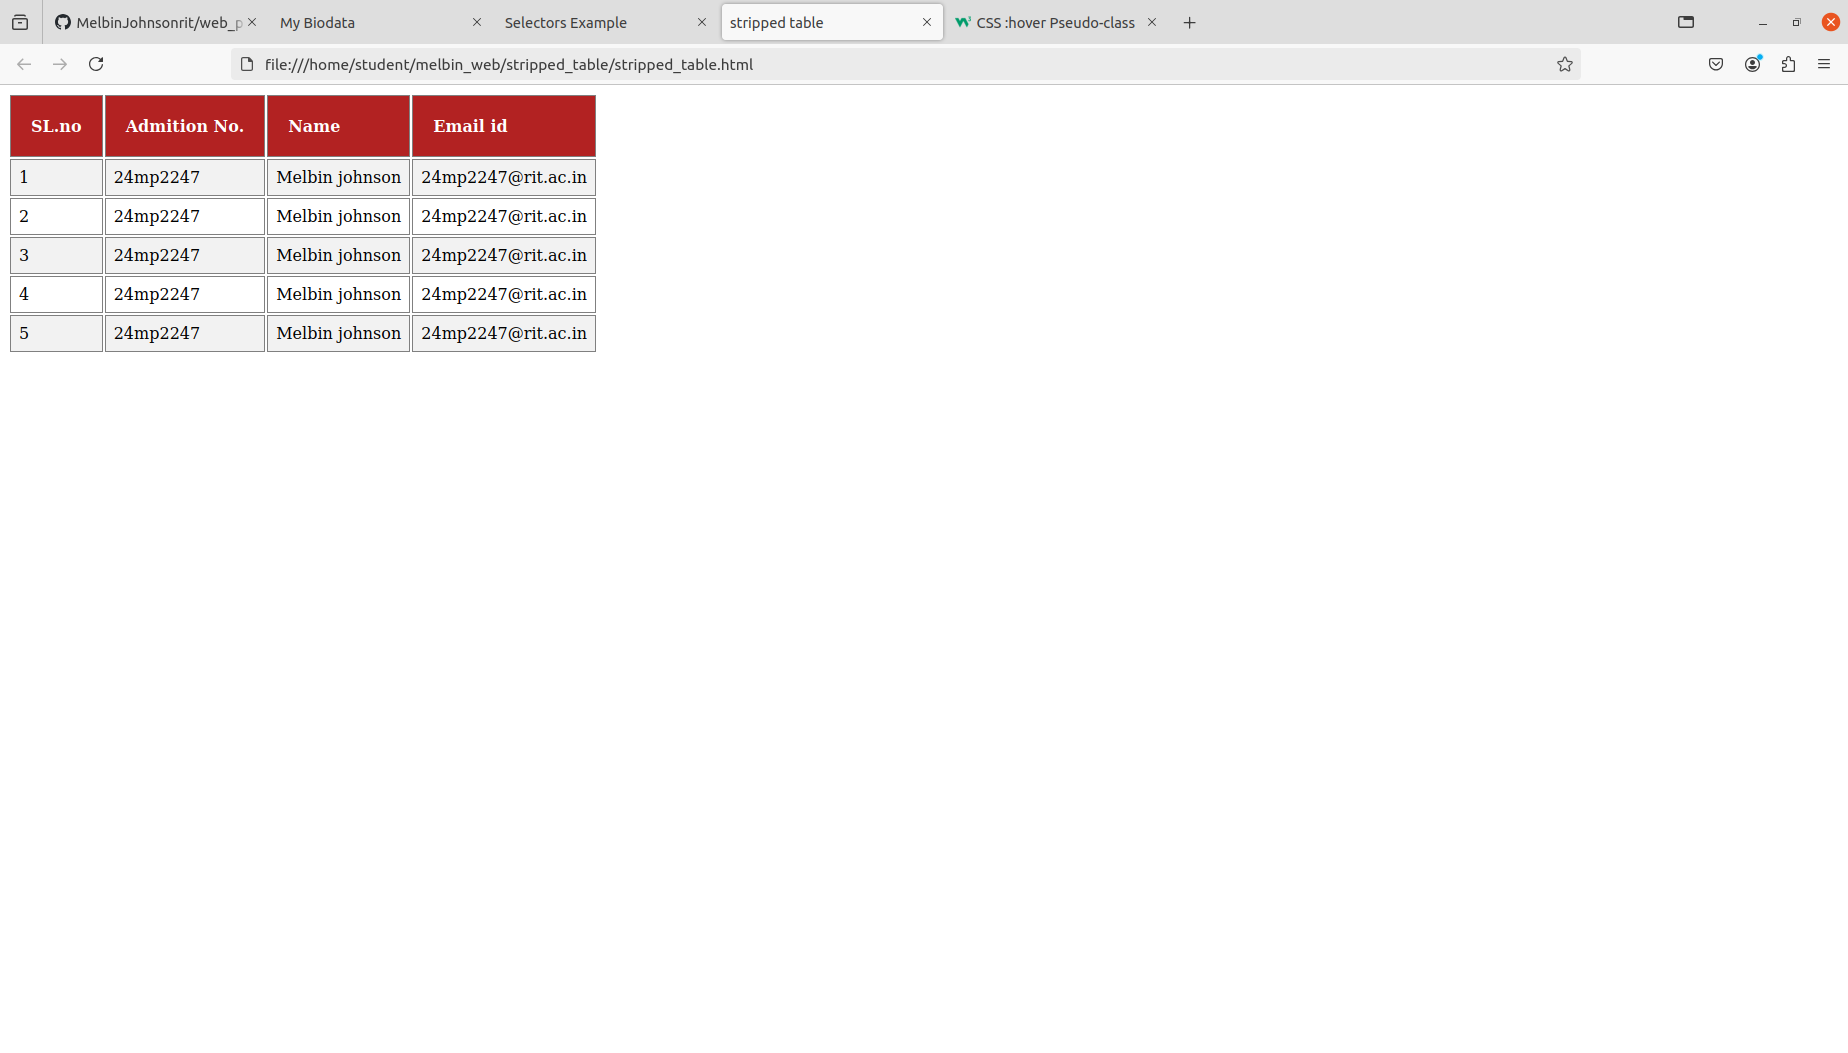 MelbinJohnsonrit/web_p
My Biodata
Selectors Example
stripped table
CSS :hover Pseudo-class
file:///home/student/melbin_web/stripped_table/stripped_table.html
SL.no Admition No. Name Email id
1 24mp2247 Melbin johnson 24mp2247@rit.ac.in
2 24mp2247 Melbin johnson 24mp2247@rit.ac.in
3 24mp2247 Melbin johnson 24mp2247@rit.ac.in
4 24mp2247 Melbin johnson 24mp2247@rit.ac.in
5 24mp2247 Melbin johnson 24mp2247@rit.ac.in